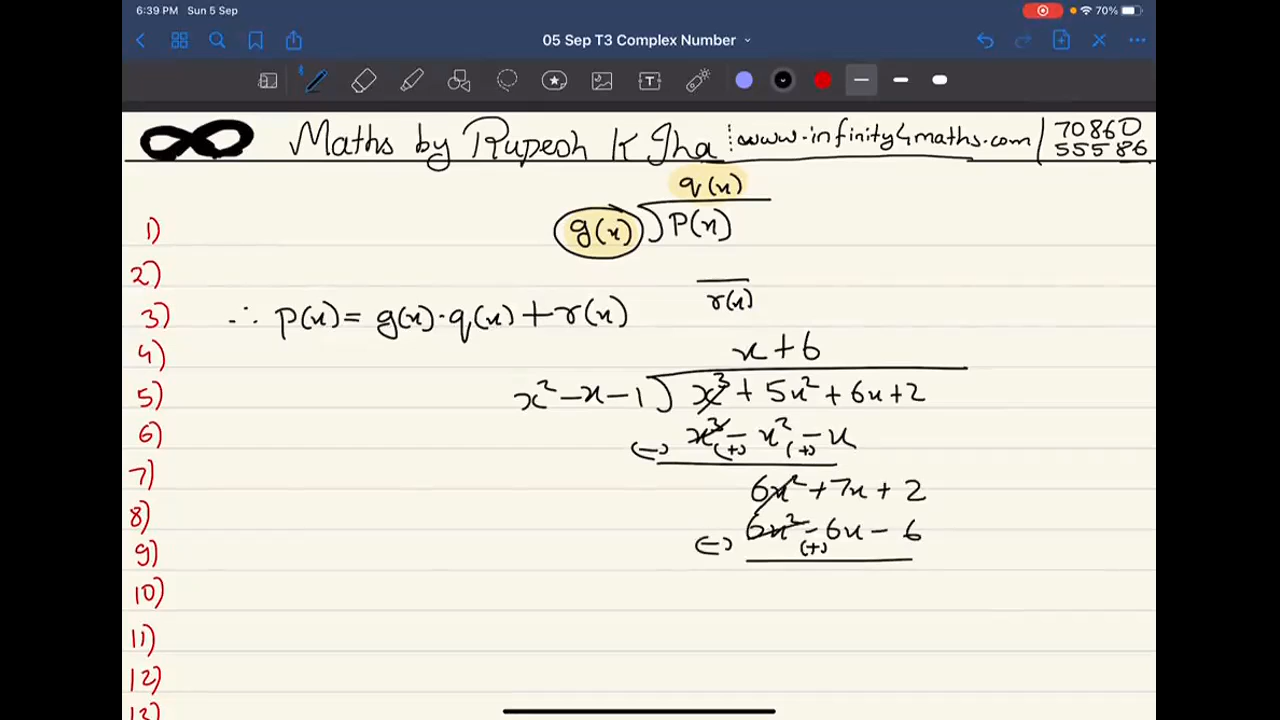 6:39 PM Sun 5 Sep 70%
05 Sep T3 Complex Number
Maths by Rupesh K Jha www.infinity4maths.com 70860 55586
q(x)
1) g(x) ) P(x)
2)
r(x)
3) ∴ p(x) = g(x)·q(x) + r(x)
4) x + 6
5) x² - x - 1 ) x³ + 5x² + 6x + 2
6) (-) x³ - (+) x² - (+) x
7) 6x² + 7x + 2
8) 6x² - 6x - 6
9) (-) (+)
10)
11)
12)
13)